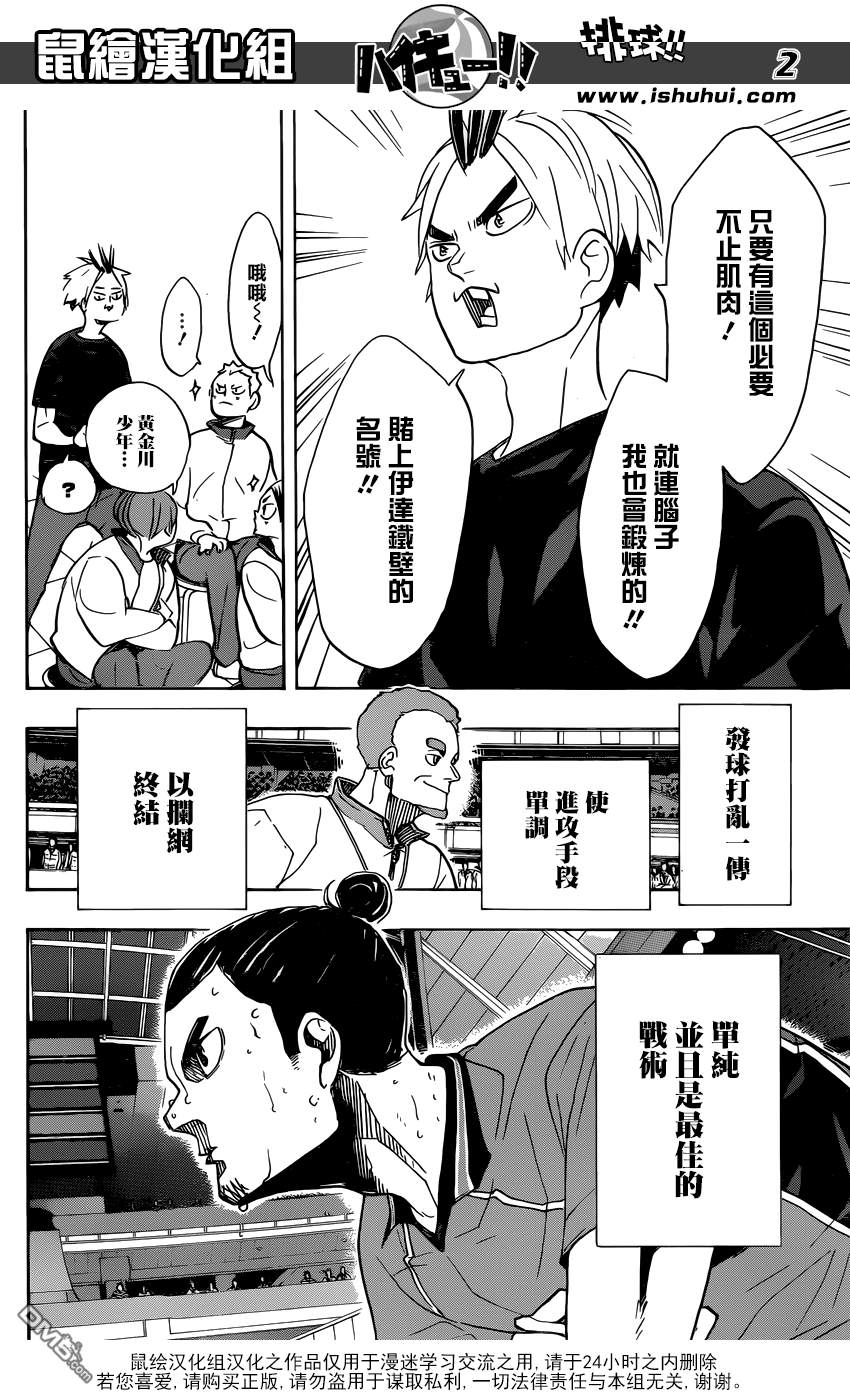 鼠繪漢化組
ハイキュー!!
排球!!
2
www.ishuhui.com
只要有這個必要
不止肌肉！
就連腦子
我也會鍛煉的!!
賭上伊達鐵壁的
名號!!
哦哦～！
…！
黃金川
少年…
？
發球打亂一傳
使
進攻手段
單調
以攔網
終結
單純
並且是最佳的
戰術
DM5.com
鼠绘汉化组汉化之作品仅用于漫迷学习交流之用, 请于24小时之内删除
若您喜爱, 请购买正版, 请勿盗用于谋取私利, 一切法律责任与本组无关, 谢谢。